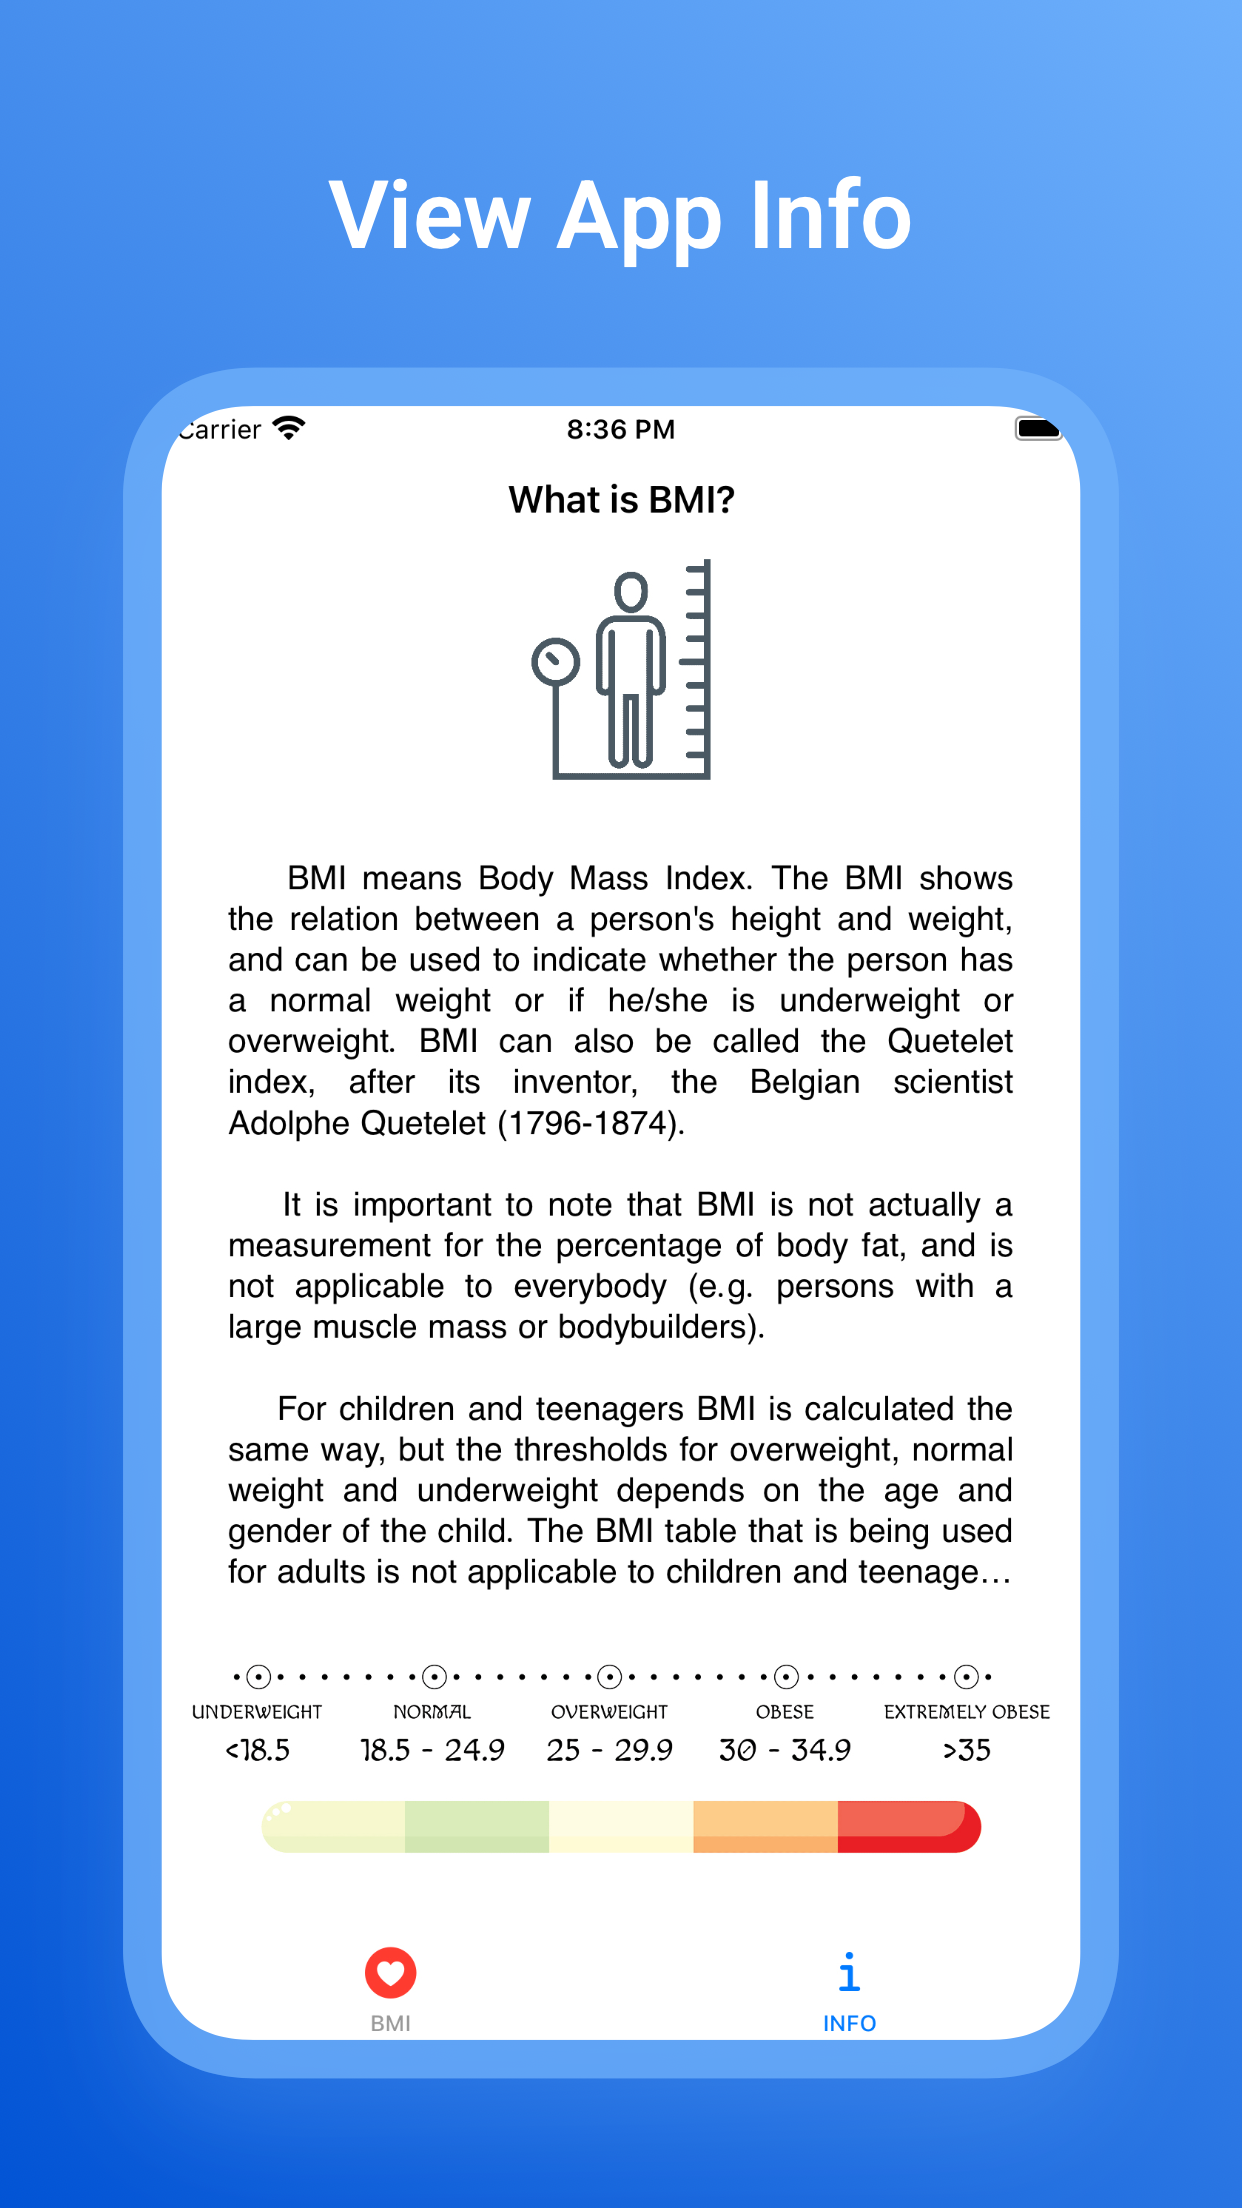 View App Info
Carrier
8:36 PM
What is BMI?
BMI means Body Mass Index. The BMI shows
the relation between a person's height and weight,
and can be used to indicate whether the person has
a normal weight or if he/she is underweight or
overweight. BMI can also be called the Quetelet
index, after its inventor, the Belgian scientist
Adolphe Quetelet (1796-1874).
It is important to note that BMI is not actually a
measurement for the percentage of body fat, and is
not applicable to everybody (e.g. persons with a
large muscle mass or bodybuilders).
For children and teenagers BMI is calculated the
same way, but the thresholds for overweight, normal
weight and underweight depends on the age and
gender of the child. The BMI table that is being used
for adults is not applicable to children and teenage…
UNDERWEIGHT NORMAL OVERWEIGHT OBESE EXTREMELY OBESE
<18.5 18.5 - 24.9 25 - 29.9 30 - 34.9 >35
BMI INFO